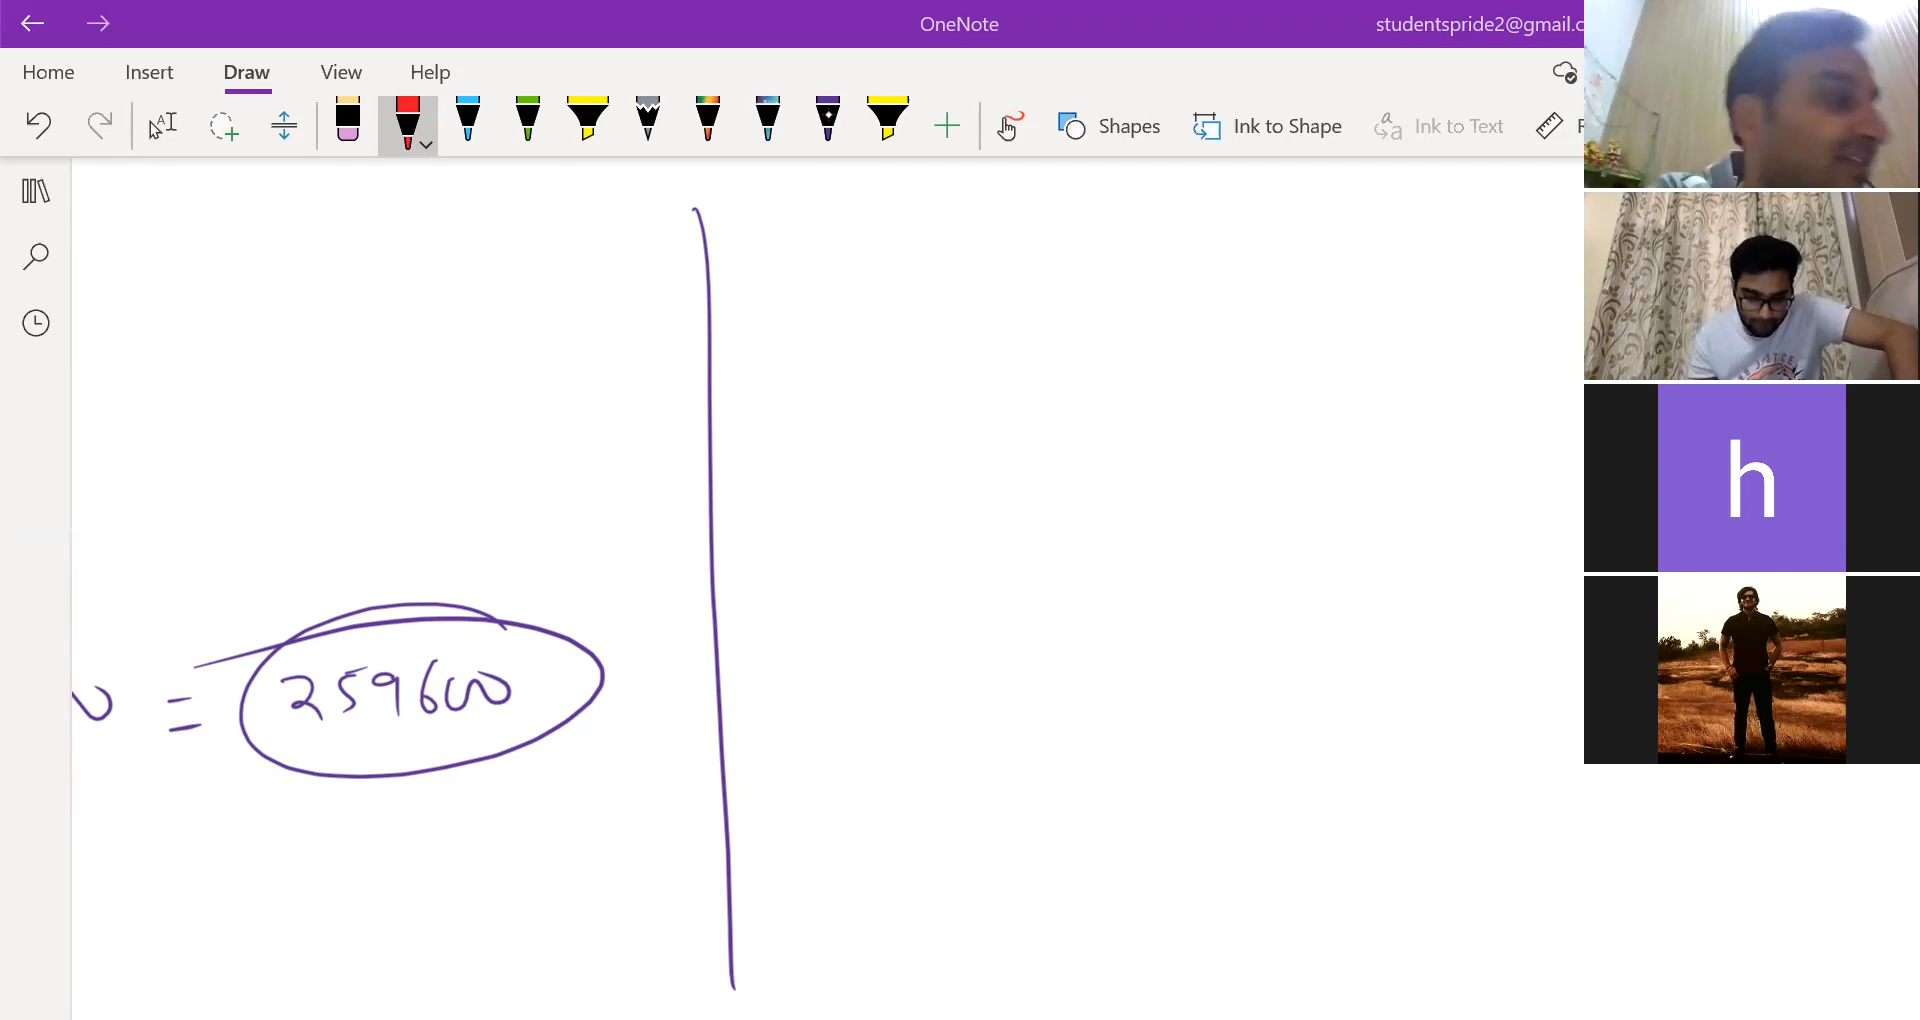 OneNote
studentspride2@gmail.c
Home Insert Draw View Help
Shapes Ink to Shape Ink to Text R
= 259600
h